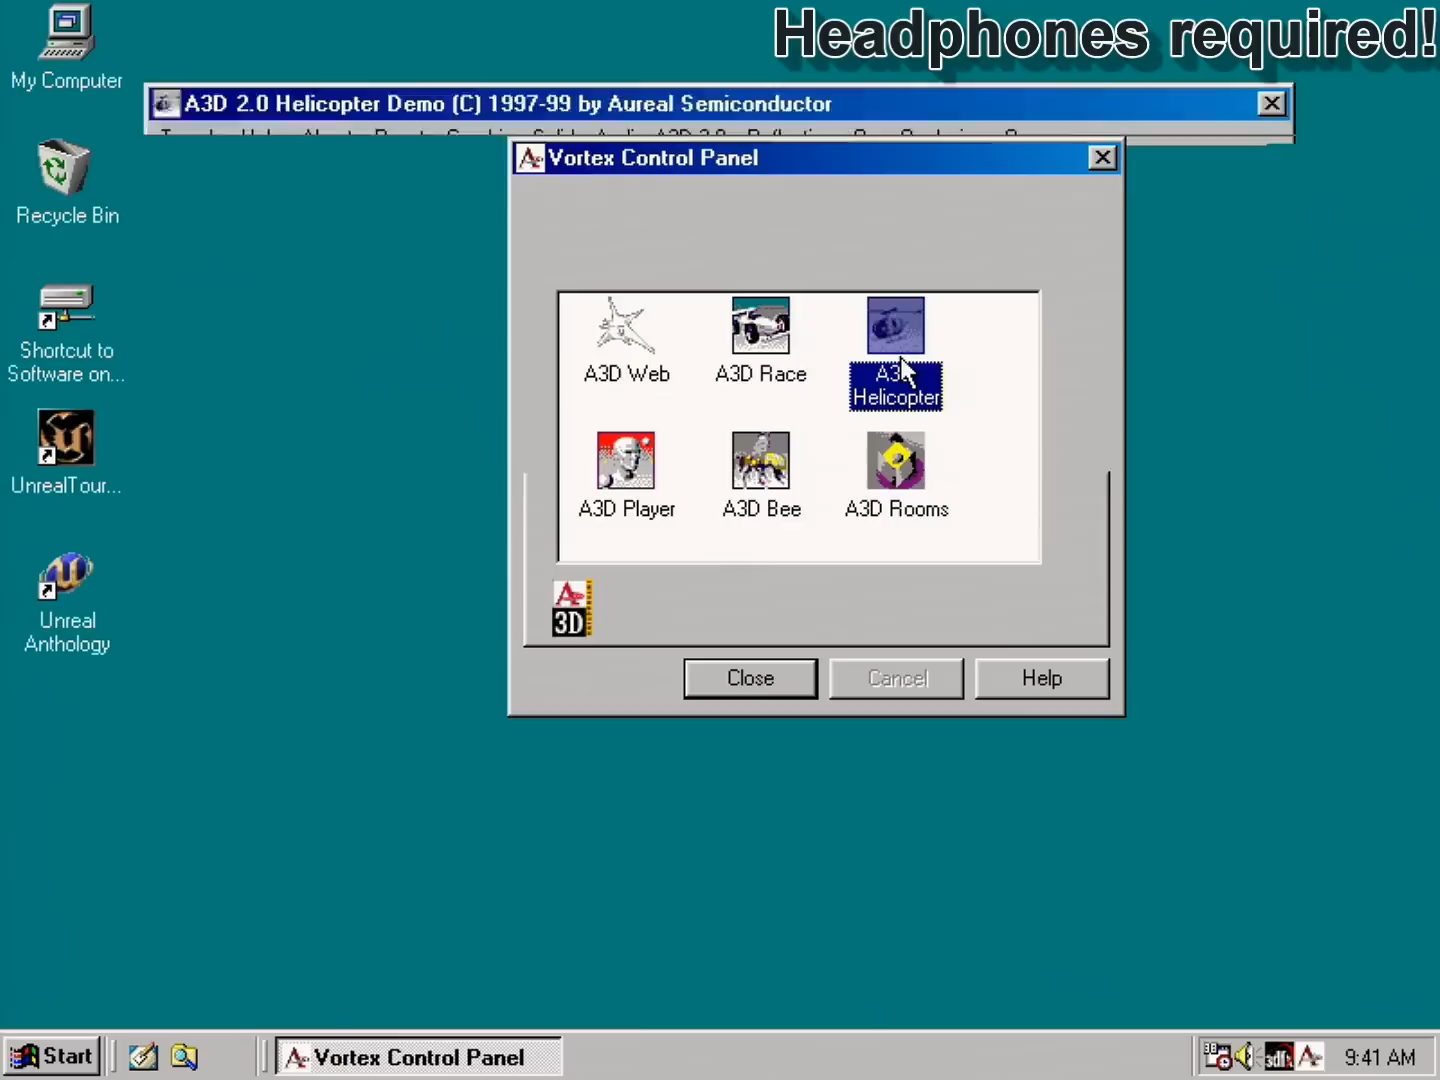 Headphones required!
My Computer
A3D 2.0 Helicopter Demo (C) 1997-99 by Aureal Semiconductor
Vortex Control Panel
Recycle Bin
Shortcut to
Software on...
UnrealTour...
Unreal
Anthology
A3D Web
A3D Race
Helicopter
A3D Player
A3D Bee
A3D Rooms
3D
Close
Cancel
Help
Start
Vortex Control Panel
9:41 AM